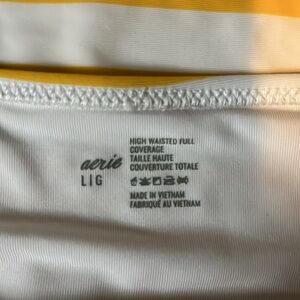 aerie
L|G
HIGH WAISTED FULL
COVERAGE
TAILLE HAUTE
COUVERTURE TOTALE
MADE IN VIETNAM
FABRIQUÉ AU VIETNAM